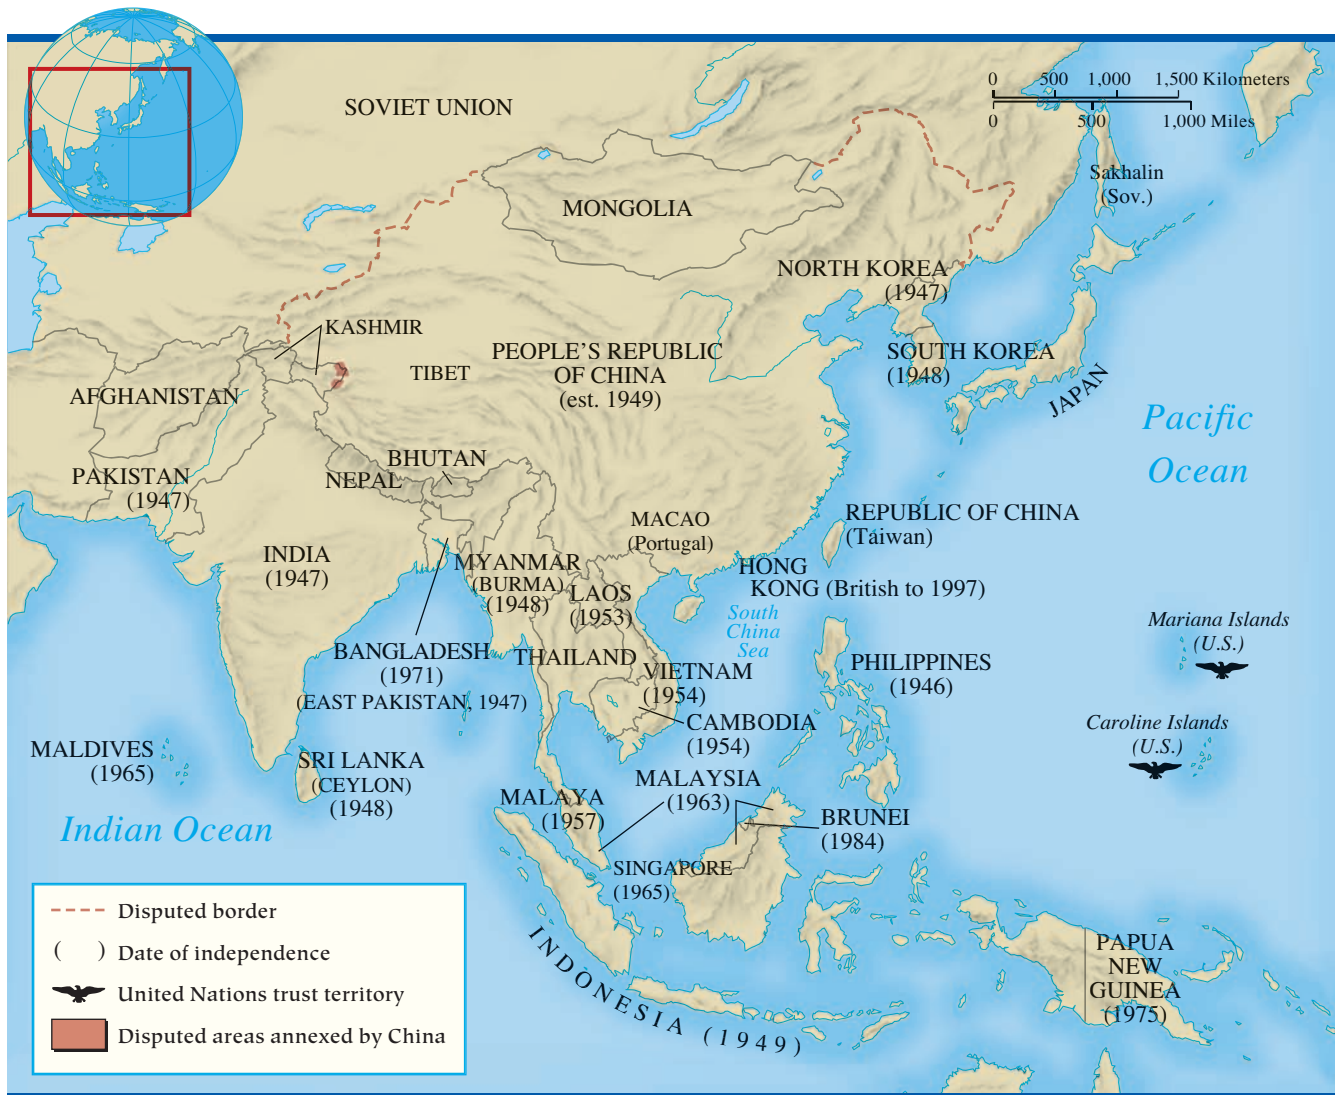 0 500 1,000 1,500 Kilometers
0 500 1,000 Miles
SOVIET UNION
Sakhalin
(Sov.)
MONGOLIA
NORTH KOREA
(1947)
KASHMIR
PEOPLE'S REPUBLIC
OF CHINA
(est. 1949)
SOUTH KOREA
(1948)
TIBET
JAPAN
AFGHANISTAN
Pacific
Ocean
BHUTAN
NEPAL
PAKISTAN
(1947)
REPUBLIC OF CHINA
(Taiwan)
MACAO
(Portugal)
INDIA
(1947)
MYANMAR
(BURMA)
(1948)
HONG
KONG (British to 1997)
LAOS
(1953)
South
China
Sea
Mariana Islands
(U.S.)
BANGLADESH
(1971)
(EAST PAKISTAN, 1947)
THAILAND
VIETNAM
(1954)
PHILIPPINES
(1946)
CAMBODIA
(1954)
Caroline Islands
(U.S.)
MALDIVES
(1965)
SRI LANKA
(CEYLON)
(1948)
MALAYSIA
(1963)
MALAYA
(1957)
BRUNEI
(1984)
Indian Ocean
SINGAPORE
(1965)
INDONESIA (1949)
PAPUA
NEW
GUINEA
(1975)
Disputed border
( ) Date of independence
United Nations trust territory
Disputed areas annexed by China